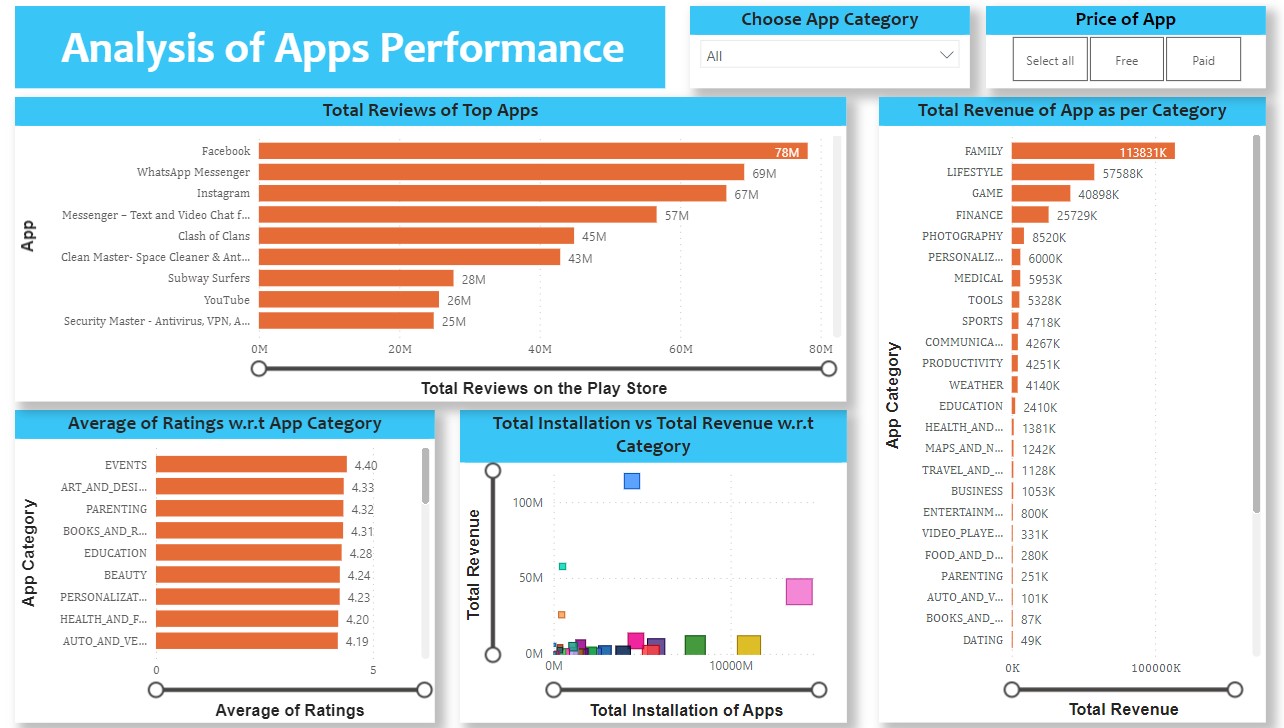 Analysis of Apps Performance
Choose App Category
All
Price of App
Select all
Free
Paid
Total Reviews of Top Apps
App
Facebook 78M
WhatsApp Messenger 69M
Instagram 67M
Messenger – Text and Video Chat f... 57M
Clash of Clans 45M
Clean Master- Space Cleaner & Ant... 43M
Subway Surfers 28M
YouTube 26M
Security Master - Antivirus, VPN, A... 25M
0M 20M 40M 60M 80M
Total Reviews on the Play Store
Total Revenue of App as per Category
App Category
FAMILY 113831K
LIFESTYLE 57588K
GAME 40898K
FINANCE 25729K
PHOTOGRAPHY 8520K
PERSONALIZ... 6000K
MEDICAL 5953K
TOOLS 5328K
SPORTS 4718K
COMMUNICA... 4267K
PRODUCTIVITY 4251K
WEATHER 4140K
EDUCATION 2410K
HEALTH_AND... 1381K
MAPS_AND_N... 1242K
TRAVEL_AND_... 1128K
BUSINESS 1053K
ENTERTAINM... 800K
VIDEO_PLAYE... 331K
FOOD_AND_D... 280K
PARENTING 251K
AUTO_AND_V... 101K
BOOKS_AND_... 87K
DATING 49K
0K 100000K
Total Revenue
Average of Ratings w.r.t App Category
App Category
EVENTS 4.40
ART_AND_DESI... 4.33
PARENTING 4.32
BOOKS_AND_R... 4.31
EDUCATION 4.28
BEAUTY 4.24
PERSONALIZAT... 4.23
HEALTH_AND_F... 4.20
AUTO_AND_VE... 4.19
0 5
Average of Ratings
Total Installation vs Total Revenue w.r.t
Category
Total Revenue
100M
50M
0M
0M 10000M
Total Installation of Apps